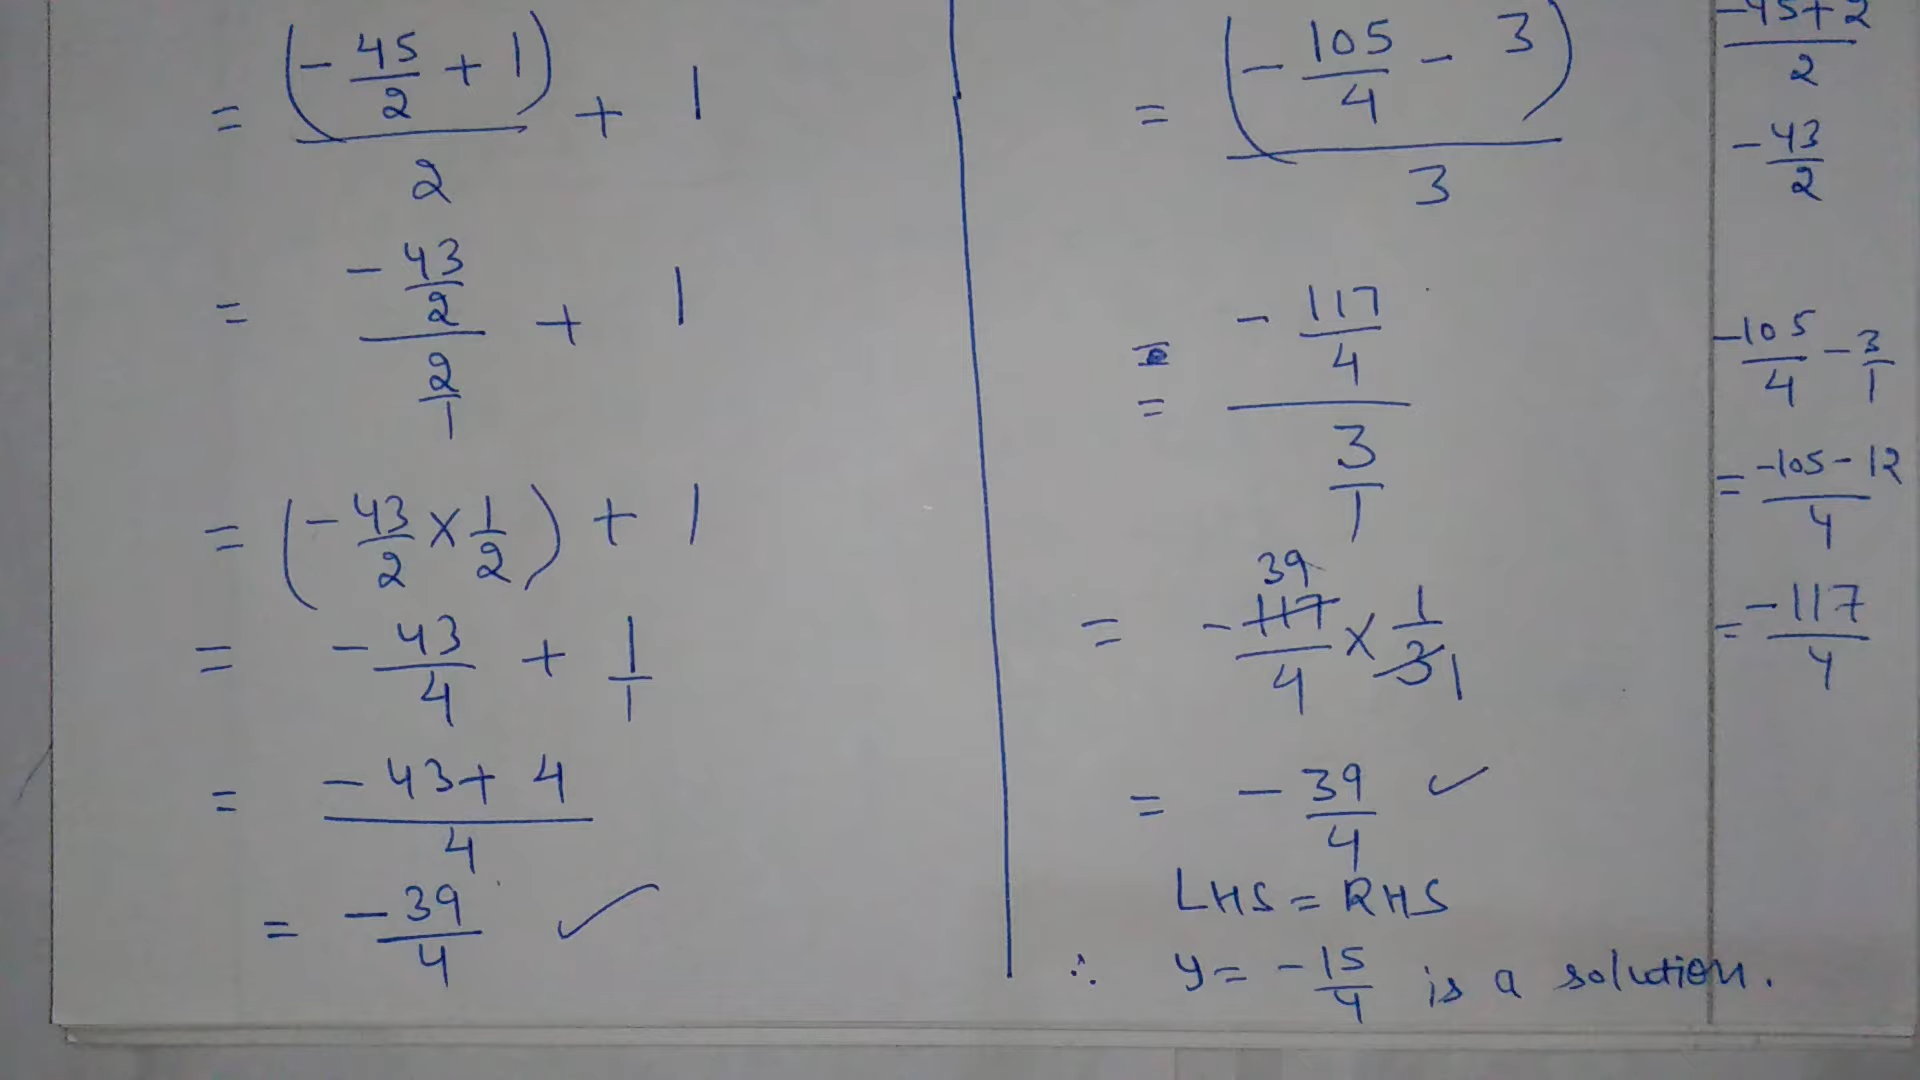 = (-45/2 + 1)/2 + 1
= (-43/2)/(2/1) + 1
= (-43/2 × 1/2) + 1
= -43/4 + 1/1
= (-43+4)/4
= -39/4 ✓
= (-105/4 - 3)/3
= (-117/4)/(3/1)
= -117/4 × 1/3 39 1
= -39/4 ✓
LHS = RHS
∴ y = -15/4 is a solution.
(-45+2)/2
-43/2
-105/4 - 3/1
= (-105-12)/4
= -117/4